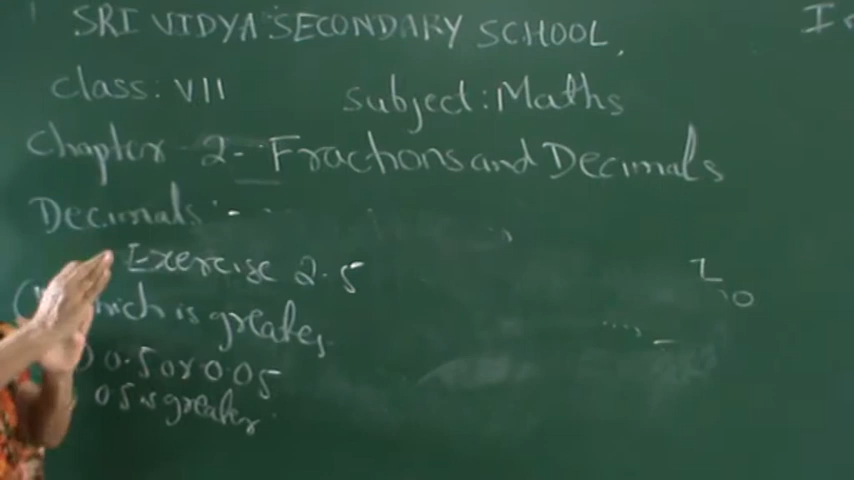 SRI VIDYA SECONDARY SCHOOL.
Class: VII Subject: Maths
Chapter 2- Fractions and Decimals
Decimals:
Exercise 2.5
which is greater
0.5 or 0.05
0.5 is greater.